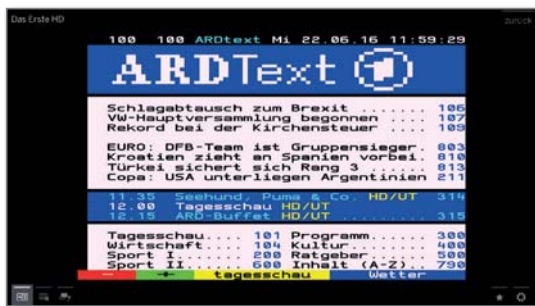 Das Erste HD
zurück
100 100 ARDtext Mi 22.06.16 11:59:29
ARDText 1
Schlagabtausch zum Brexit ....... 106
VW-Hauptversammlung begonnen .... 107
Rekord bei der Kirchensteuer .... 109
EURO: DFB-Team ist Gruppensieger. 803
Kroatien zieht an Spanien vorbei. 810
Türkei sichert sich Rang 3 ...... 813
Copa: USA unterliegen Argentinien 211
11.35 Seehund, Puma & Co. HD/UT 314
12.00 Tagesschau HD/UT
12.15 ARD-Buffet HD/UT ...... 315
Tagesschau.... 101 Programm..... 300
Wirtschaft.... 104 Kultur....... 400
Sport I....... 200 Ratgeber..... 500
Sport II...... 600 Inhalt (A-Z).. 790
- + tagesschau Wetter